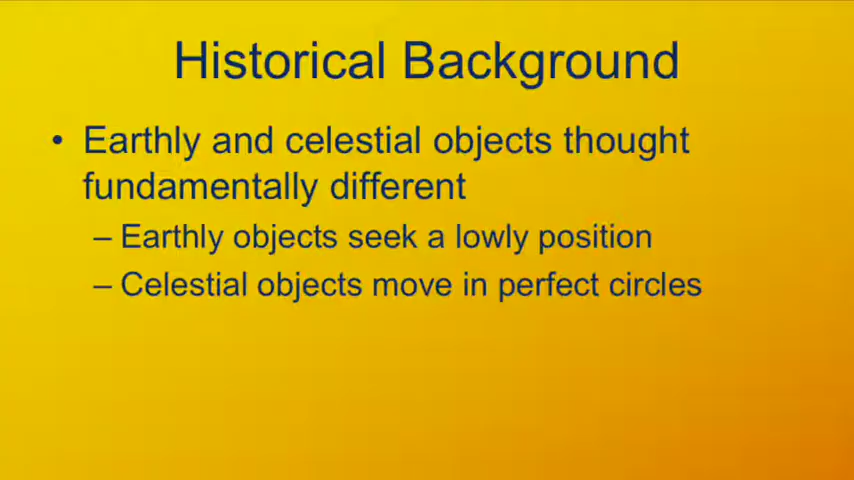 Historical Background
• Earthly and celestial objects thought
fundamentally different
– Earthly objects seek a lowly position
– Celestial objects move in perfect circles